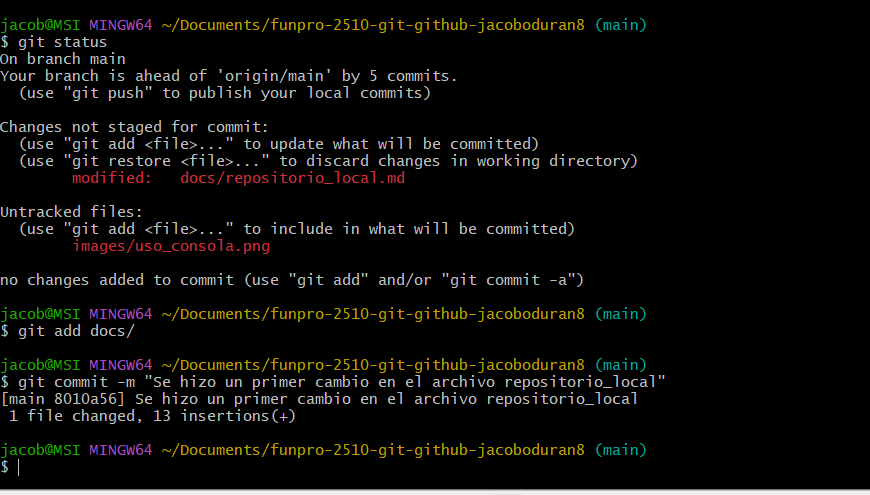 jacob@MSI MINGW64 ~/Documents/funpro-2510-git-github-jacoboduran8 (main)
$ git status
On branch main
Your branch is ahead of 'origin/main' by 5 commits.
  (use "git push" to publish your local commits)

Changes not staged for commit:
  (use "git add <file>..." to update what will be committed)
  (use "git restore <file>..." to discard changes in working directory)
        modified:   docs/repositorio_local.md

Untracked files:
  (use "git add <file>..." to include in what will be committed)
        images/uso_consola.png

no changes added to commit (use "git add" and/or "git commit -a")

jacob@MSI MINGW64 ~/Documents/funpro-2510-git-github-jacoboduran8 (main)
$ git add docs/

jacob@MSI MINGW64 ~/Documents/funpro-2510-git-github-jacoboduran8 (main)
$ git commit -m "Se hizo un primer cambio en el archivo repositorio_local"
[main 8010a56] Se hizo un primer cambio en el archivo repositorio_local
 1 file changed, 13 insertions(+)

jacob@MSI MINGW64 ~/Documents/funpro-2510-git-github-jacoboduran8 (main)
$